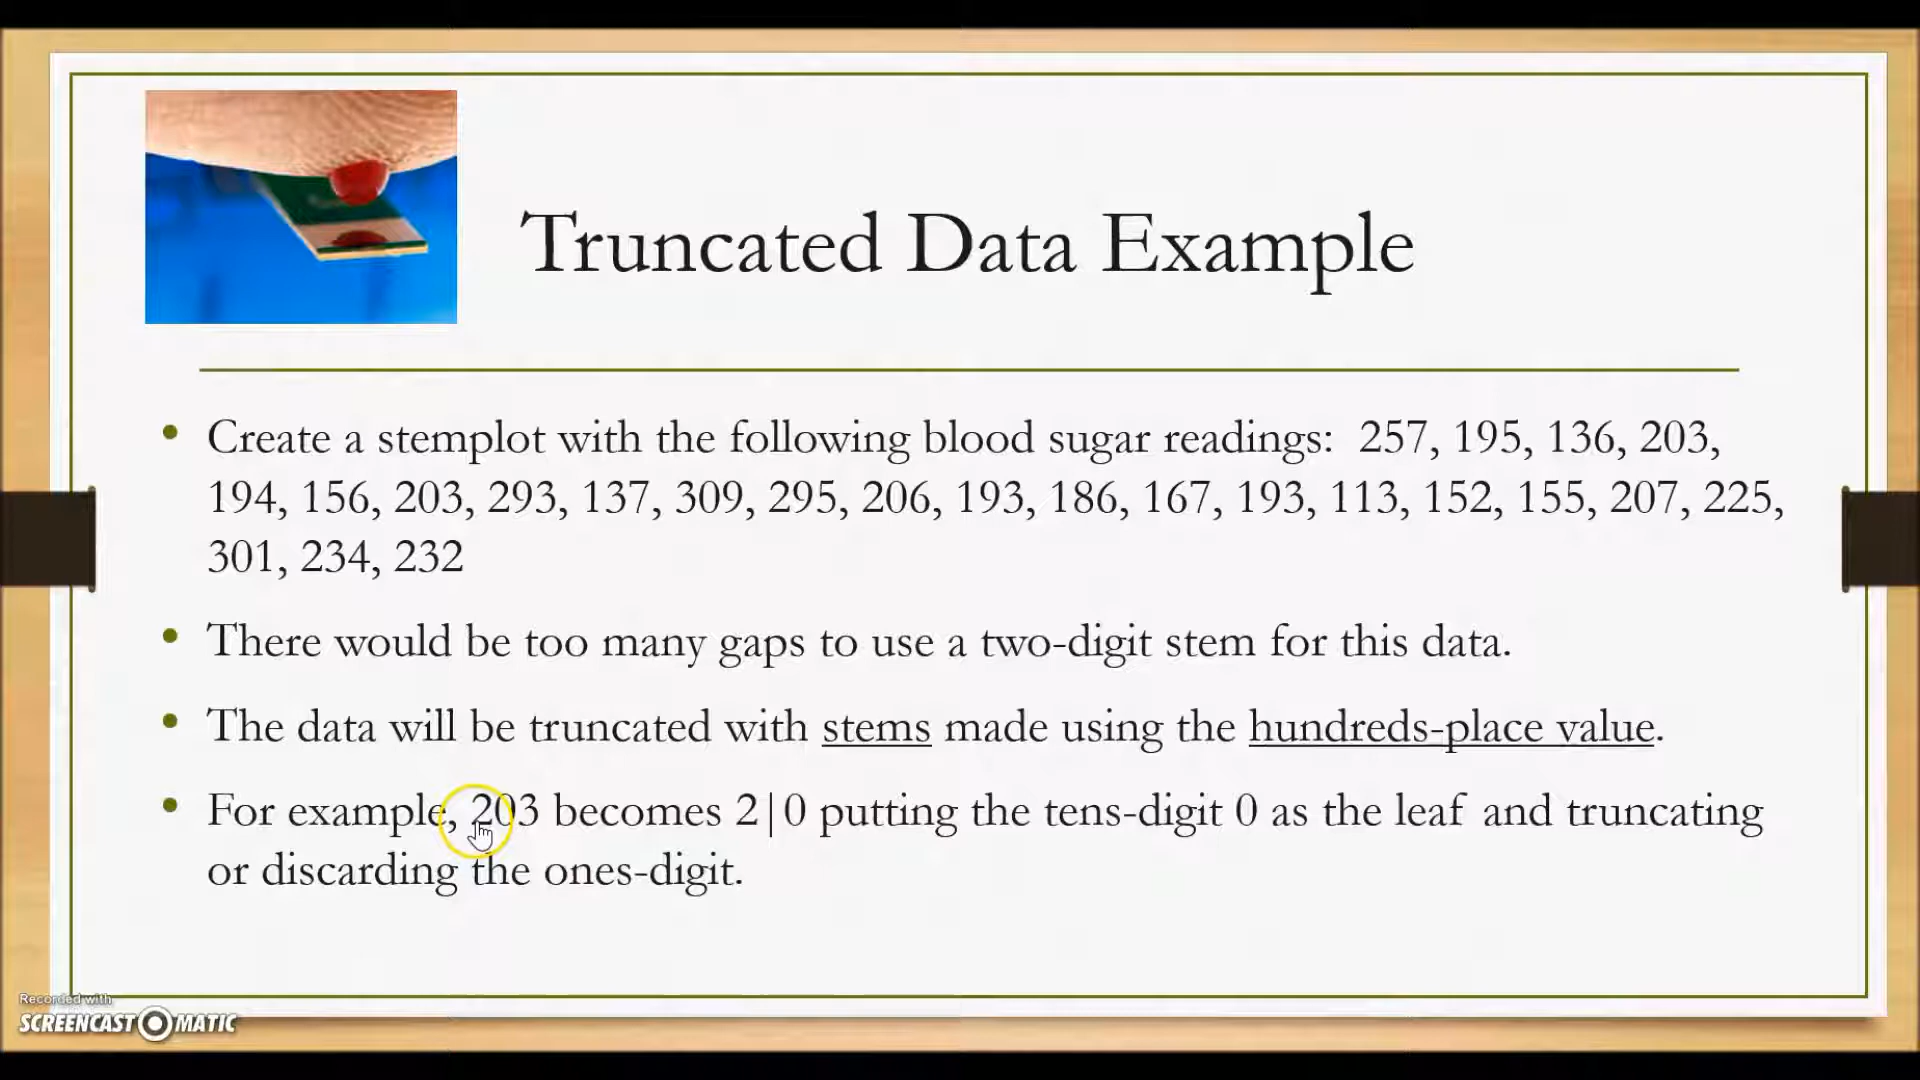 Truncated Data Example
• Create a stemplot with the following blood sugar readings:  257, 195, 136, 203,
194, 156, 203, 293, 137, 309, 295, 206, 193, 186, 167, 193, 113, 152, 155, 207, 225,
301, 234, 232
• There would be too many gaps to use a two-digit stem for this data.
• The data will be truncated with stems made using the hundreds-place value.
• For example, 203 becomes 2|0 putting the tens-digit 0 as the leaf and truncating
or discarding the ones-digit.
Recorded with
SCREENCAST-O-MATIC